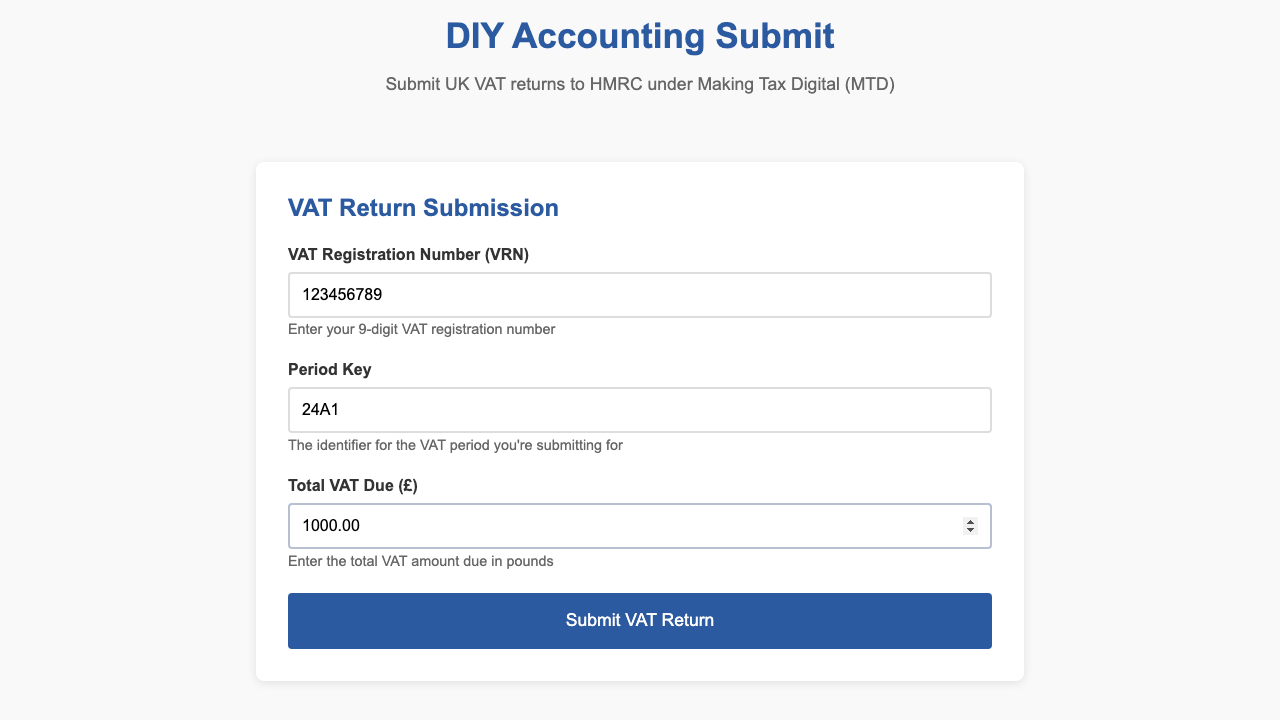 DIY Accounting Submit
Submit UK VAT returns to HMRC under Making Tax Digital (MTD)
VAT Return Submission
VAT Registration Number (VRN)
123456789
Enter your 9-digit VAT registration number
Period Key
24A1
The identifier for the VAT period you're submitting for
Total VAT Due (£)
1000.00
Enter the total VAT amount due in pounds
Submit VAT Return